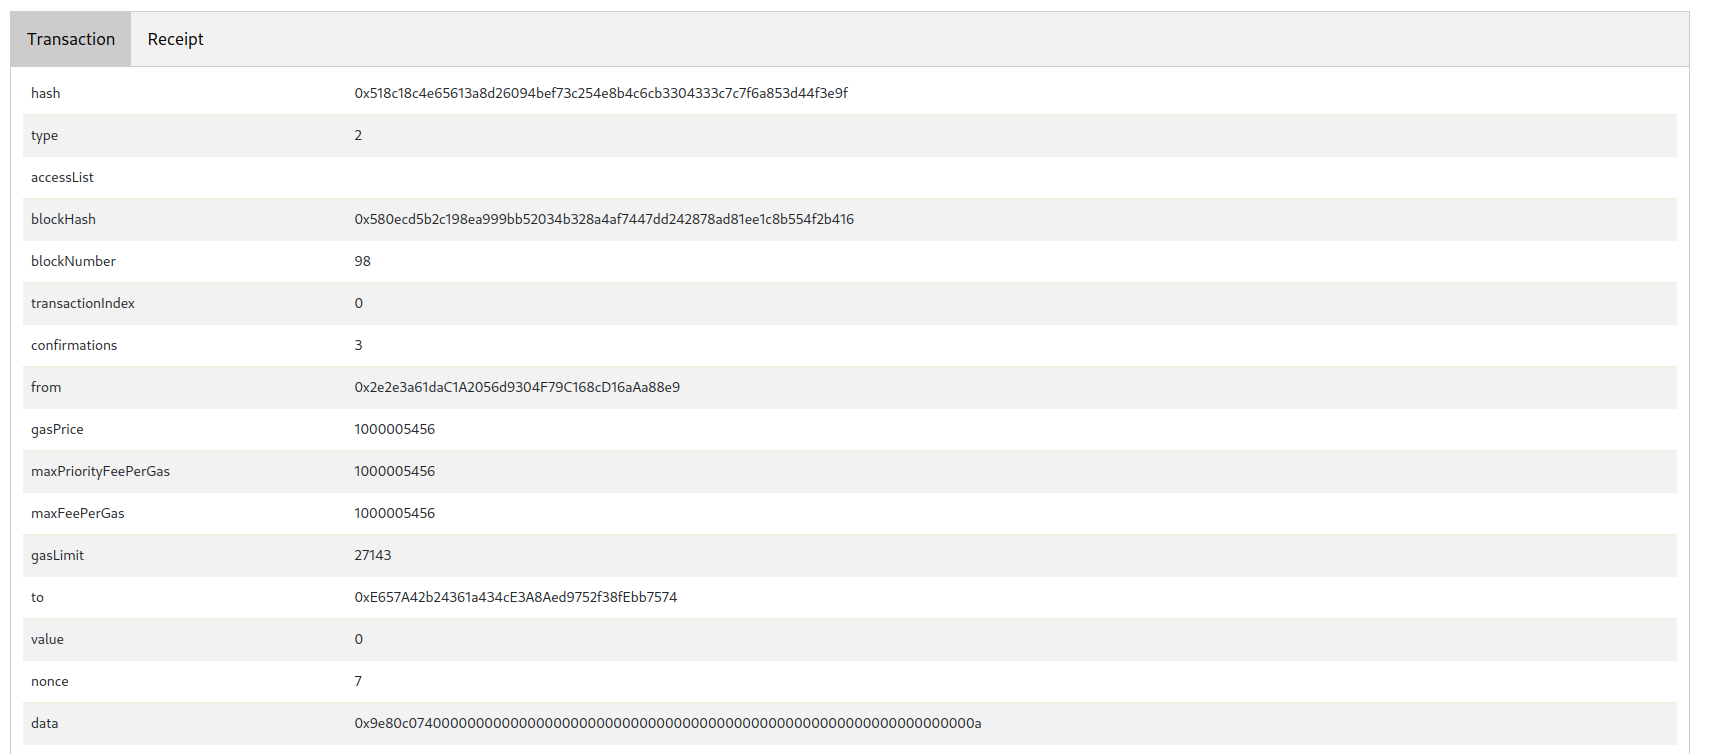 Transaction Receipt
hash 0x518c18c4e65613a8d26094bef73c254e8b4c6cb3304333c7c7f6a853d44f3e9f
type 2
accessList
blockHash 0x580ecd5b2c198ea999bb52034b328a4af7447dd242878ad81ee1c8b554f2b416
blockNumber 98
transactionIndex 0
confirmations 3
from 0x2e2e3a61daC1A2056d9304F79C168cD16aAa88e9
gasPrice 1000005456
maxPriorityFeePerGas 1000005456
maxFeePerGas 1000005456
gasLimit 27143
to 0xE657A42b24361a434cE3A8Aed9752f38fEbb7574
value 0
nonce 7
data 0x9e80c074000000000000000000000000000000000000000000000000000000000000000a